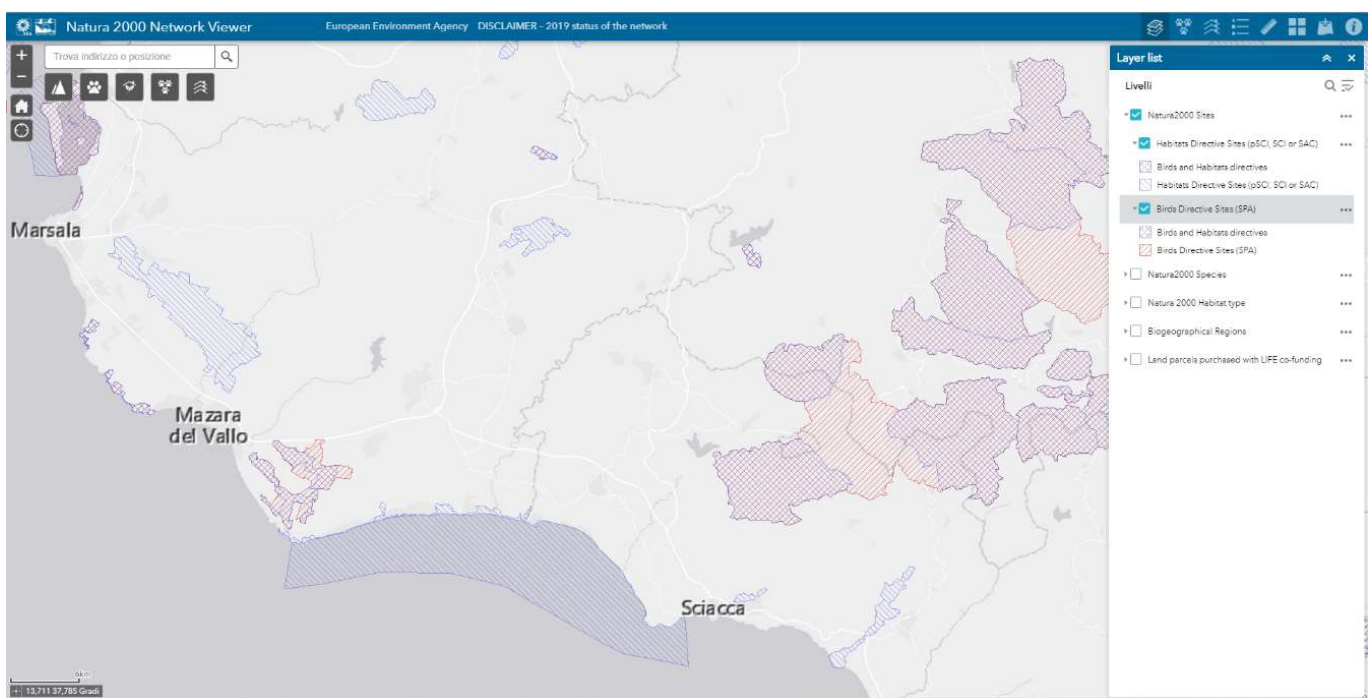 Natura 2000 Network Viewer
European Environment Agency DISCLAIMER - 2019 status of the network
Trova indirizzo o posizione
Layer list
Livelli
Natura2000 Sites
Habitats Directive Sites (pSCI, SCI or SAC)
Birds and Habitats directives
Habitats Directive Sites (pSCI, SCI or SAC)
Birds Directive Sites (SPA)
Birds and Habitats directives
Birds Directive Sites (SPA)
Natura2000 Species
Natura 2000 Habitat type
Biogeographical Regions
Land parcels purchased with LIFE co-funding
Marsala
Mazara
del Vallo
Sciacca
6km
13,711 37,785 Gradi